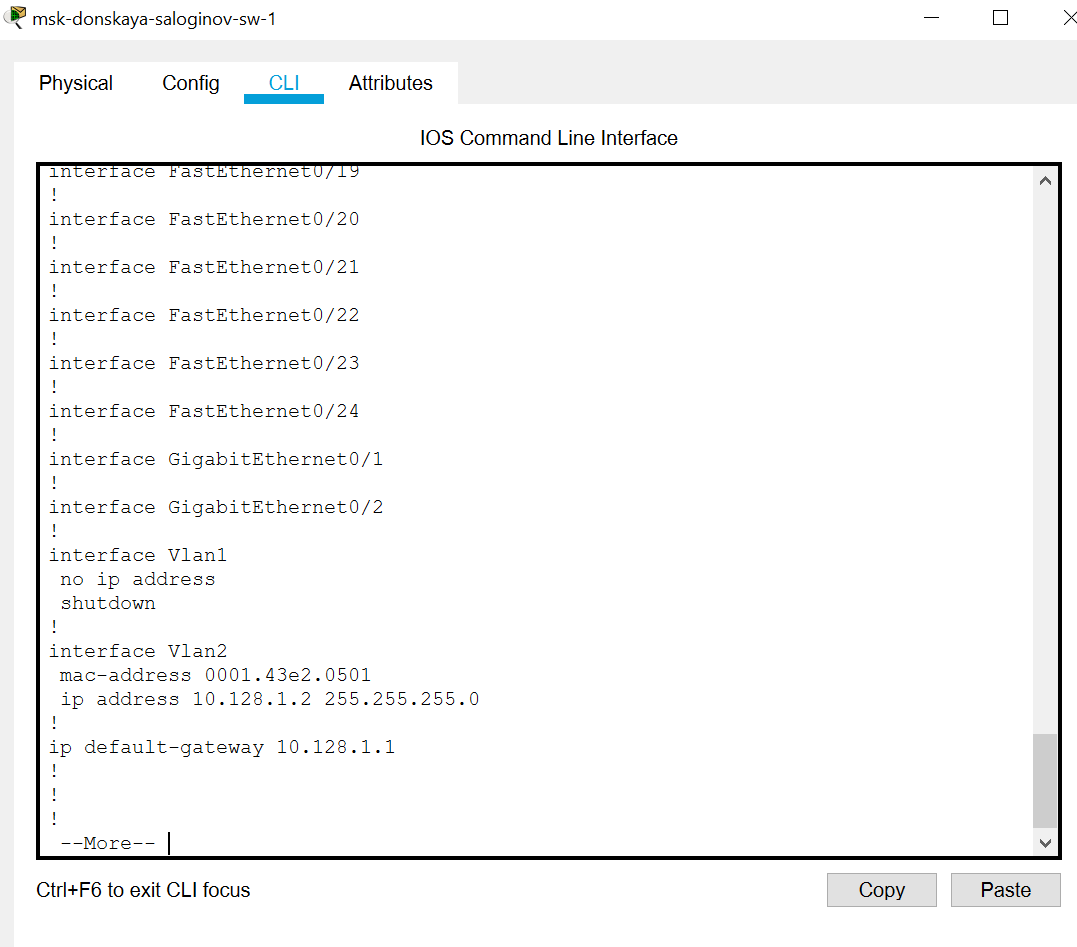 msk-donskaya-saloginov-sw-1
Physical Config CLI Attributes
IOS Command Line Interface
interface FastEthernet0/19
!
interface FastEthernet0/20
!
interface FastEthernet0/21
!
interface FastEthernet0/22
!
interface FastEthernet0/23
!
interface FastEthernet0/24
!
interface GigabitEthernet0/1
!
interface GigabitEthernet0/2
!
interface Vlan1
 no ip address
 shutdown
!
interface Vlan2
 mac-address 0001.43e2.0501
 ip address 10.128.1.2 255.255.255.0
!
ip default-gateway 10.128.1.1
!
!
!
 --More--
Ctrl+F6 to exit CLI focus
Copy Paste